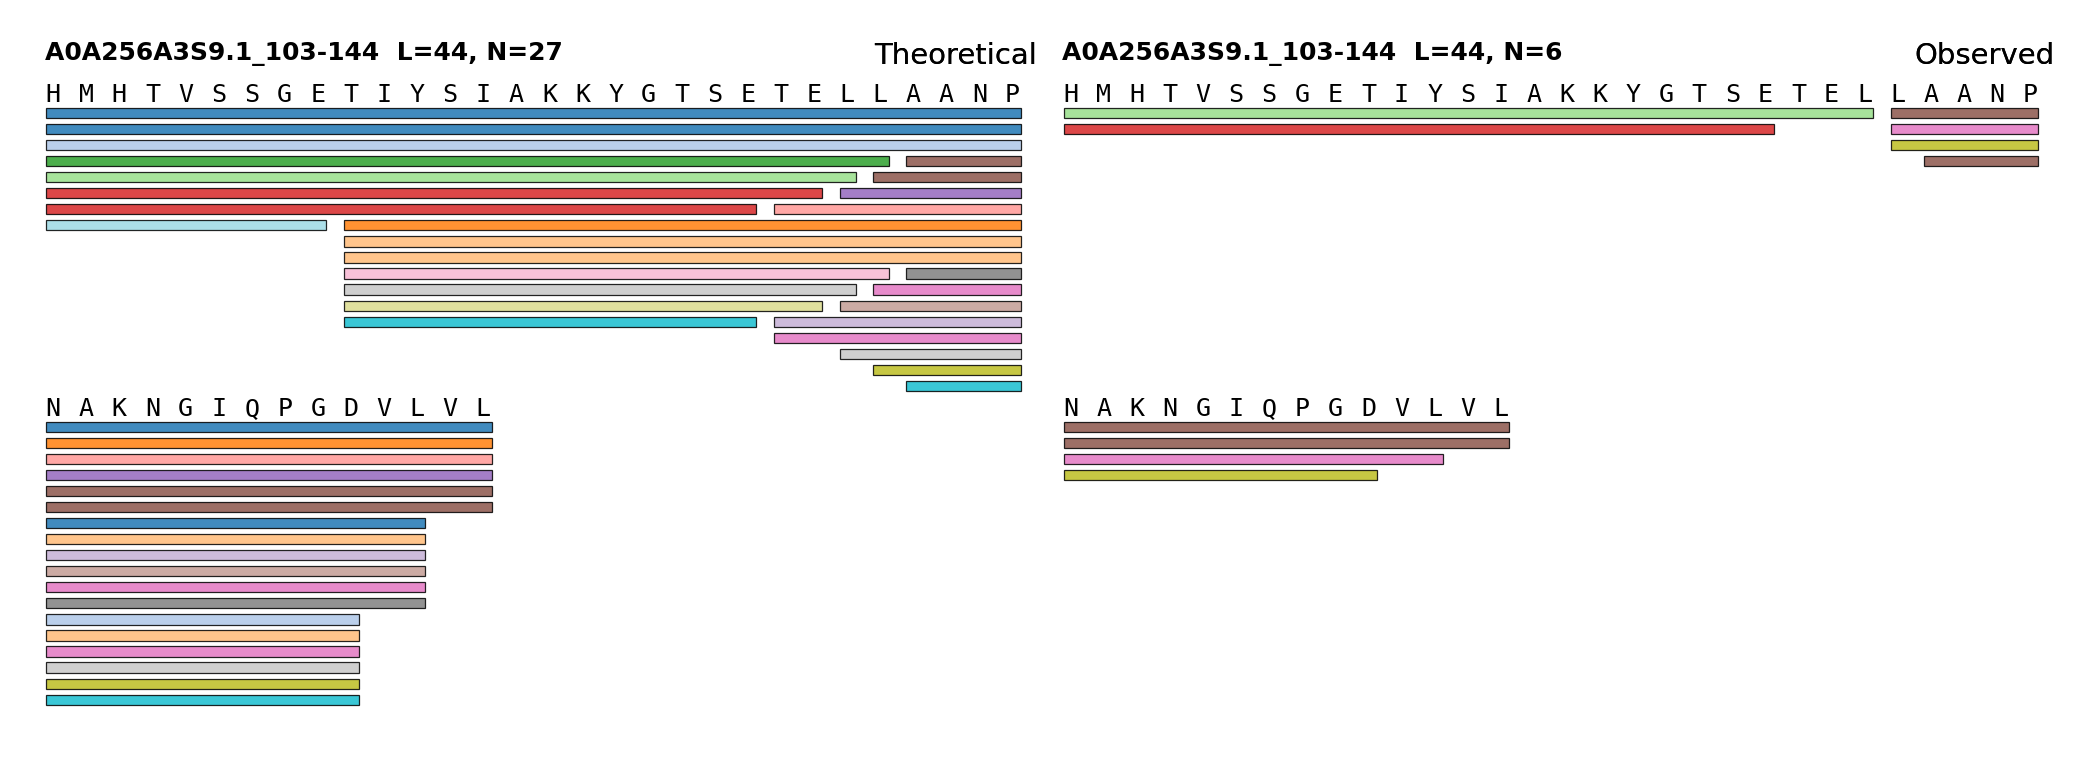 A0A256A3S9.1_103-144 L=44, N=27 Theoretical
H M H T V S S G E T I Y S I A K K Y G T S E T E L L A A N P
N A K N G I Q P G D V L V L
A0A256A3S9.1_103-144 L=44, N=6 Observed
H M H T V S S G E T I Y S I A K K Y G T S E T E L L A A N P
N A K N G I Q P G D V L V L